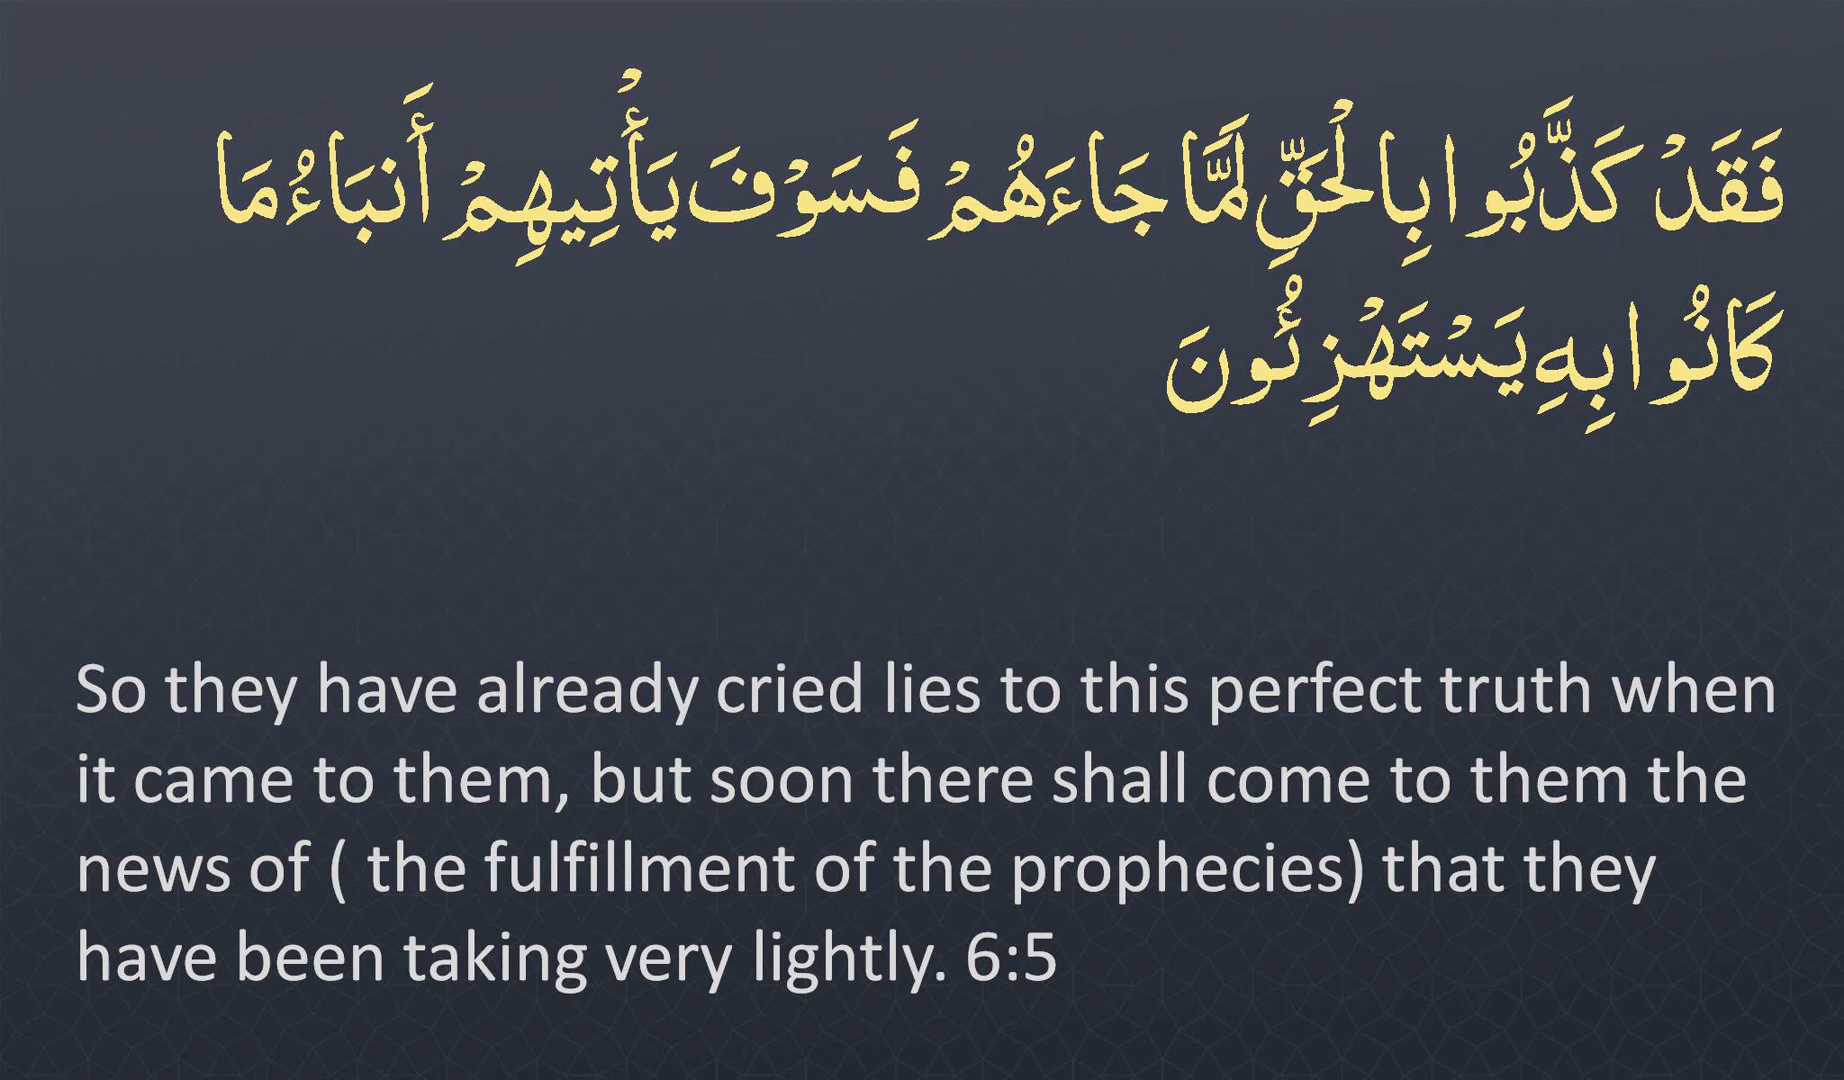 فَقَدْ كَذَّبُوا بِالْحَقِّ لَمَّا جَاءَهُمْ فَسَوْفَ يَأْتِيهِمْ أَنبَاءُ مَا
كَانُوا بِهِ يَسْتَهْزِئُونَ
So they have already cried lies to this perfect truth when
it came to them, but soon there shall come to them the
news of ( the fulfillment of the prophecies) that they
have been taking very lightly. 6:5